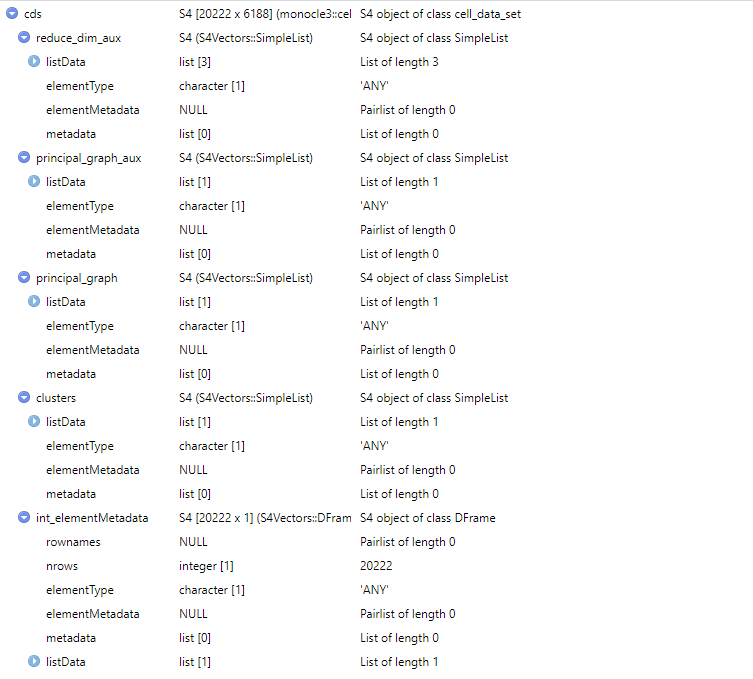 cds S4 [20222 x 6188] (monocle3::cel S4 object of class cell_data_set
reduce_dim_aux S4 (S4Vectors::SimpleList) S4 object of class SimpleList
listData list [3] List of length 3
elementType character [1] 'ANY'
elementMetadata NULL Pairlist of length 0
metadata list [0] List of length 0
principal_graph_aux S4 (S4Vectors::SimpleList) S4 object of class SimpleList
listData list [1] List of length 1
elementType character [1] 'ANY'
elementMetadata NULL Pairlist of length 0
metadata list [0] List of length 0
principal_graph S4 (S4Vectors::SimpleList) S4 object of class SimpleList
listData list [1] List of length 1
elementType character [1] 'ANY'
elementMetadata NULL Pairlist of length 0
metadata list [0] List of length 0
clusters S4 (S4Vectors::SimpleList) S4 object of class SimpleList
listData list [1] List of length 1
elementType character [1] 'ANY'
elementMetadata NULL Pairlist of length 0
metadata list [0] List of length 0
int_elementMetadata S4 [20222 x 1] (S4Vectors::DFram S4 object of class DFrame
rownames NULL Pairlist of length 0
nrows integer [1] 20222
elementType character [1] 'ANY'
elementMetadata NULL Pairlist of length 0
metadata list [0] List of length 0
listData list [1] List of length 1